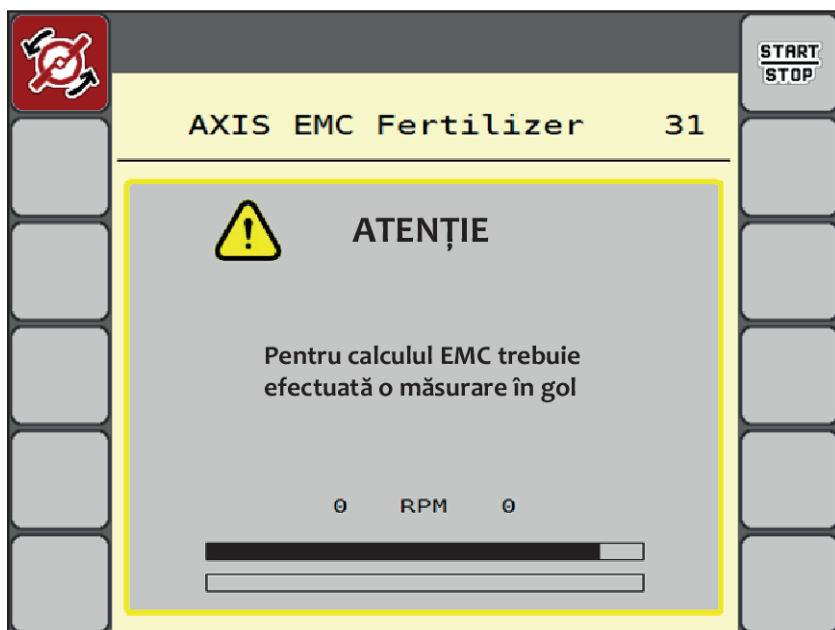 START
STOP
AXIS EMC Fertilizer 31
ATENȚIE
Pentru calculul EMC trebuie
efectuată o măsurare în gol
0 RPM 0